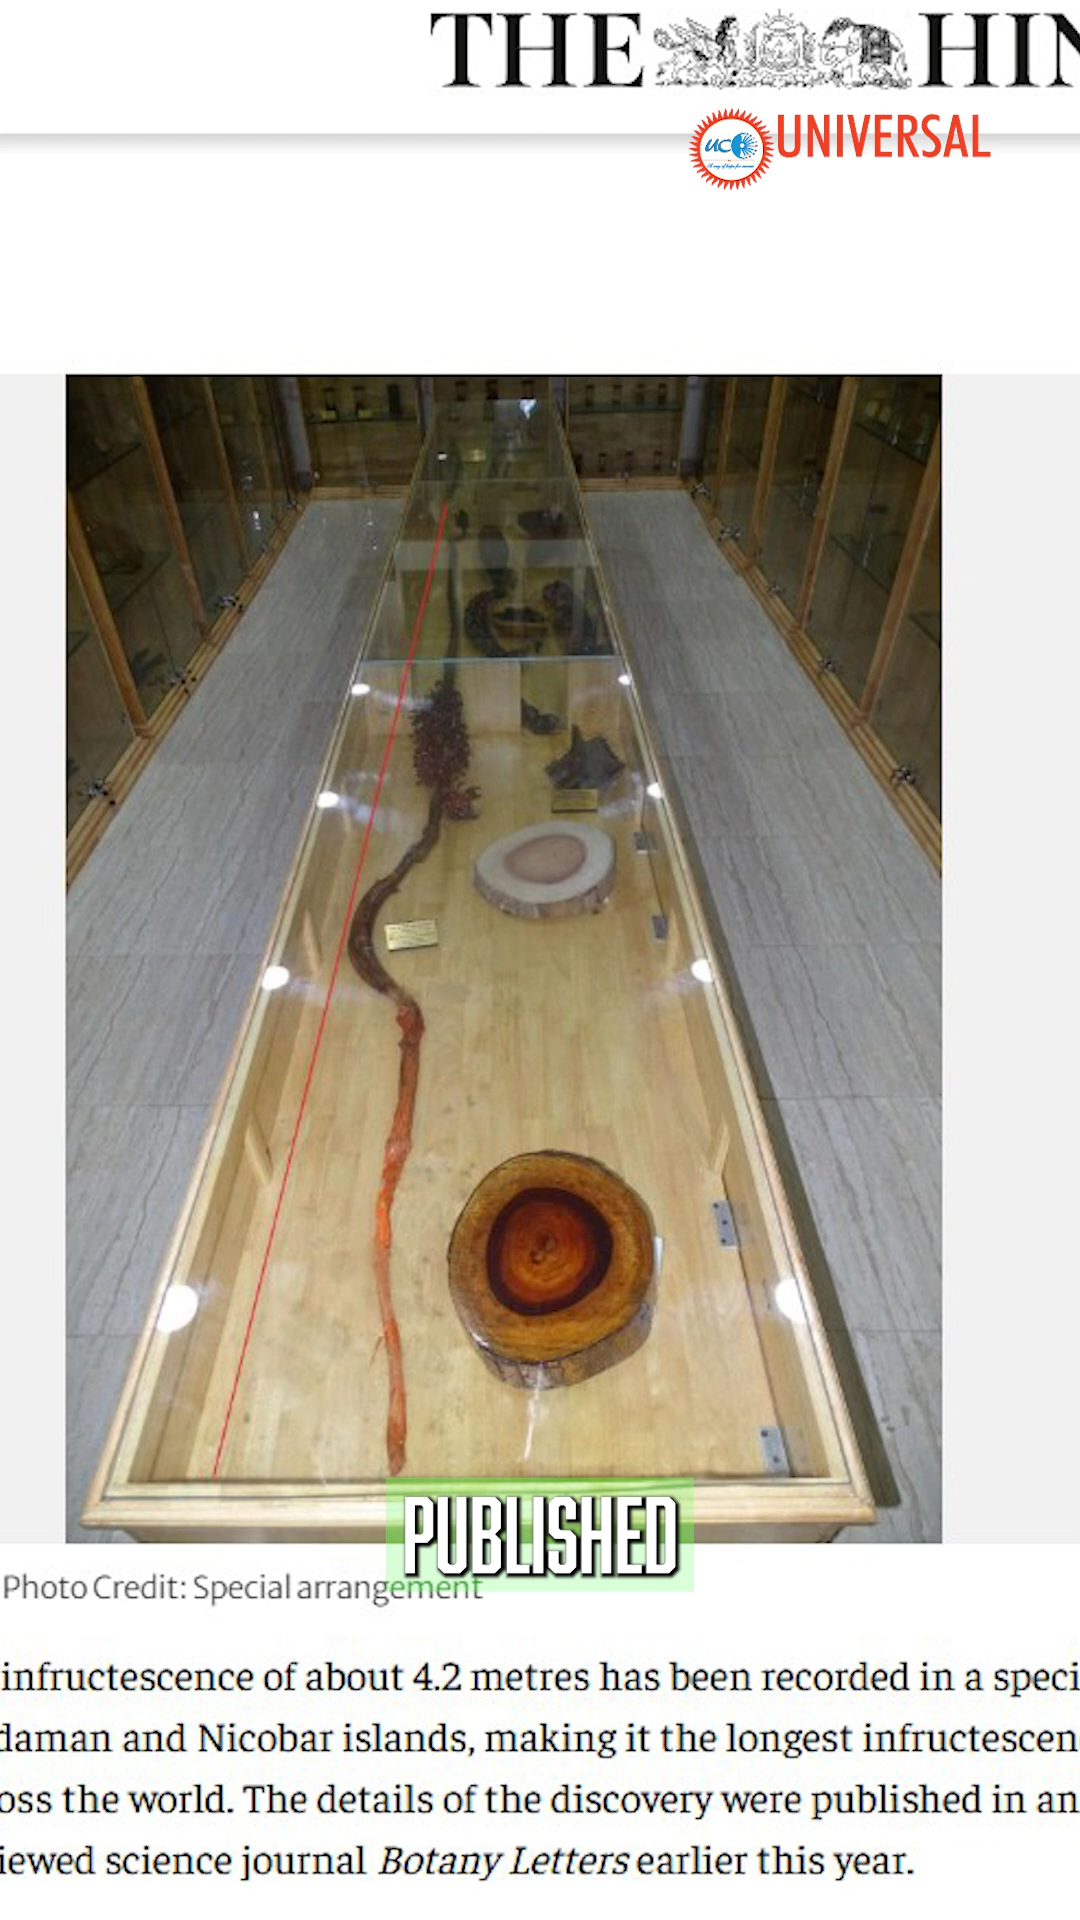 THE HIN
UCO UNIVERSAL
PUBLISHED
Photo Credit: Special arrangement
infructescence of about 4.2 metres has been recorded in a speci
daman and Nicobar islands, making it the longest infructescen
oss the world. The details of the discovery were published in an
iewed science journal Botany Letters earlier this year.